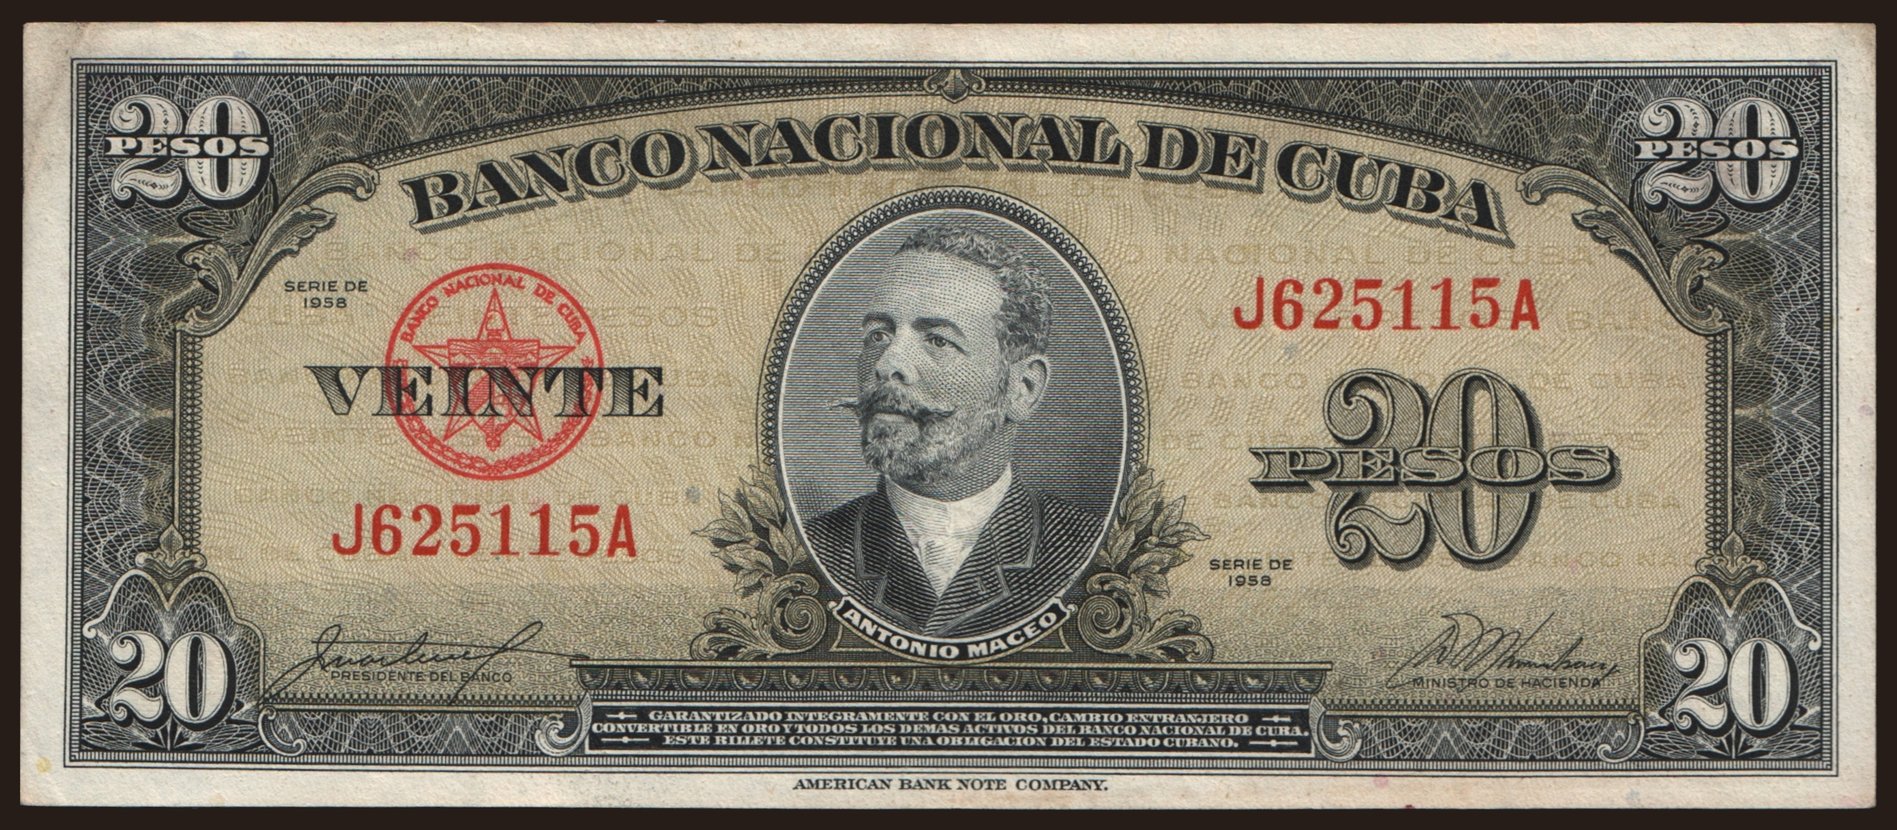 20
PESOS
BANCO NACIONAL DE CUBA
20
PESOS
SERIE DE
1958
BANCO NACIONAL DE CUBA
J625115A
VEINTE
20
PESOS
J625115A
SERIE DE
1958
ANTONIO MACEO
20
PRESIDENTE DEL BANCO
MINISTRO DE HACIENDA
20
GARANTIZADO INTEGRAMENTE CON EL ORO, CAMBIO EXTRANJERO
CONVERTIBLE EN ORO Y TODOS LOS DEMAS ACTIVOS DEL BANCO NACIONAL DE CUBA.
ESTE BILLETE CONSTITUYE UNA OBLIGACION DEL ESTADO CUBANO.
AMERICAN BANK NOTE COMPANY.